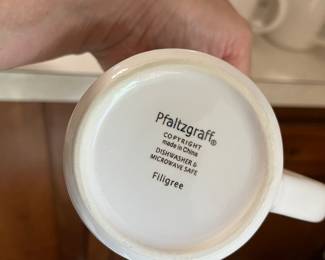 Pfaltzgraff®
COPYRIGHT
made in China
DISHWASHER &
MICROWAVE SAFE
Filigree